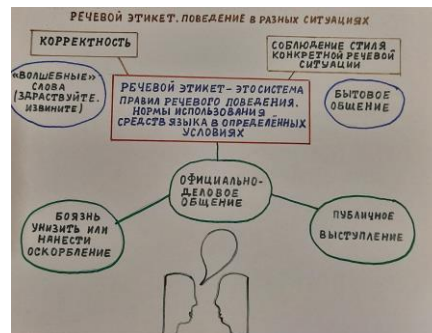 РЕЧЕВОЙ ЭТИКЕТ. ПОВЕДЕНИЕ В РАЗНЫХ СИТУАЦИЯХ
КОРРЕКТНОСТЬ
СОБЛЮДЕНИЕ СТИЛЯ
КОНКРЕТНОЙ РЕЧЕВОЙ
СИТУАЦИИ
«ВОЛШЕБНЫЕ»
СЛОВА
(ЗДРАСТВУЙТЕ.
ИЗВИНИТЕ)
РЕЧЕВОЙ ЭТИКЕТ- ЭТО СИСТЕМА
ПРАВИЛ РЕЧЕВОГО ПОВЕДЕНИЯ.
НОРМЫ ИСПОЛЬЗОВАНИЯ
СРЕДСТВ ЯЗЫКА В ОПРЕДЕЛЁННЫХ
УСЛОВИЯХ
БЫТОВОЕ
ОБЩЕНИЕ
ОФИЦИАЛЬНО-
ДЕЛОВОЕ
ОБЩЕНИЕ
БОЯЗНЬ
УНИЗИТЬ ИЛИ
НАНЕСТИ
ОСКОРБЛЕНИЕ
ПУБЛИЧНОЕ
ВЫСТУПЛЕНИЕ